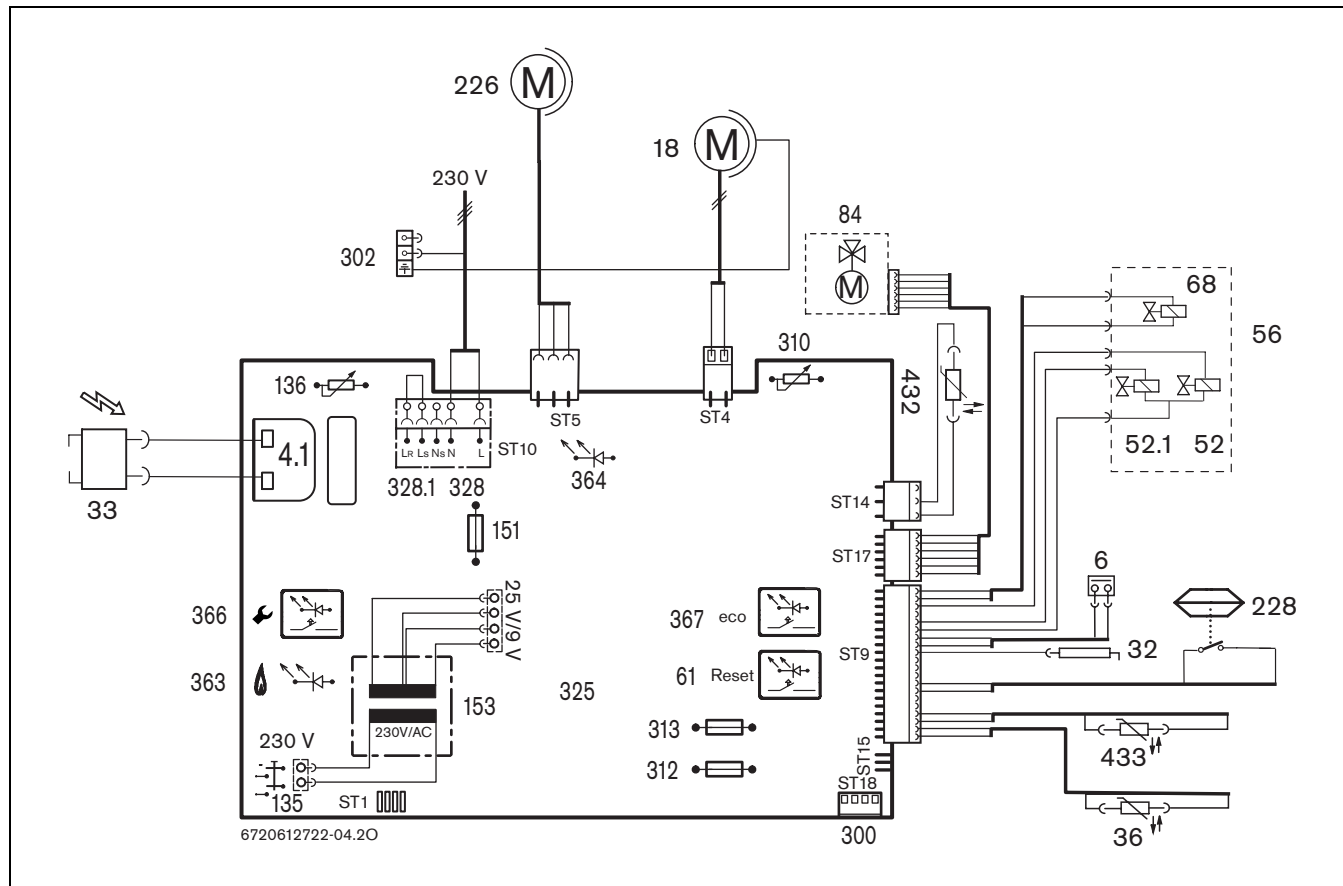 226
M
18
M
230 V
84
302
M
68
56
310
136
432
ST5
ST4
52.1
52
4.1
LR
LS
NS
N
L
ST10
364
33
328.1
328
ST14
151
ST17
6
25 V/9 V
228
366
367
eco
ST9
32
363
325
61
Reset
153
230V/AC
313
433
230 V
312
ST15
ST18
135
ST1
36
6720612722-04.2O
300